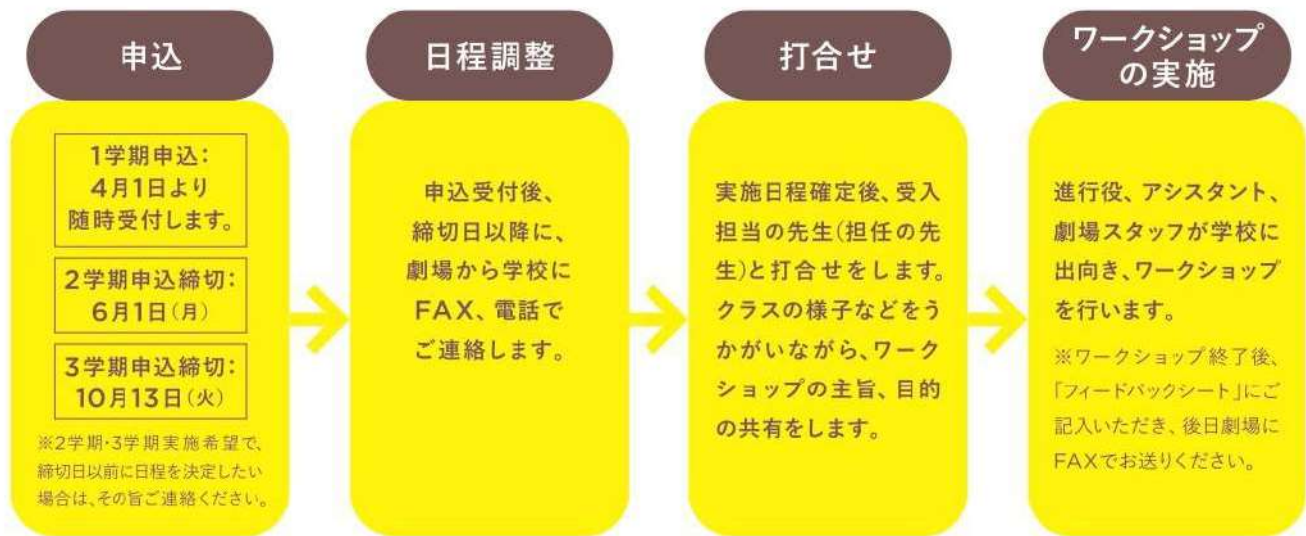 申込
1学期申込：
4月1日より
随時受付します。
2学期申込締切：
6月1日（月）
3学期申込締切：
10月13日（火）
※2学期・3学期実施希望で、
締切日以前に日程を決定したい
場合は、その旨ご連絡ください。
日程調整
申込受付後、
締切日以降に、
劇場から学校に
FAX、電話で
ご連絡します。
打合せ
実施日程確定後、受入
担当の先生（担任の先
生）と打合せをします。
クラスの様子などをう
かがいながら、ワーク
ショップの主旨、目的
の共有をします。
ワークショップ
の実施
進行役、アシスタント、
劇場スタッフが学校に
出向き、ワークショップ
を行います。
※ワークショップ終了後、
「フィードバックシート」にご
記入いただき、後日劇場に
FAXでお送りください。